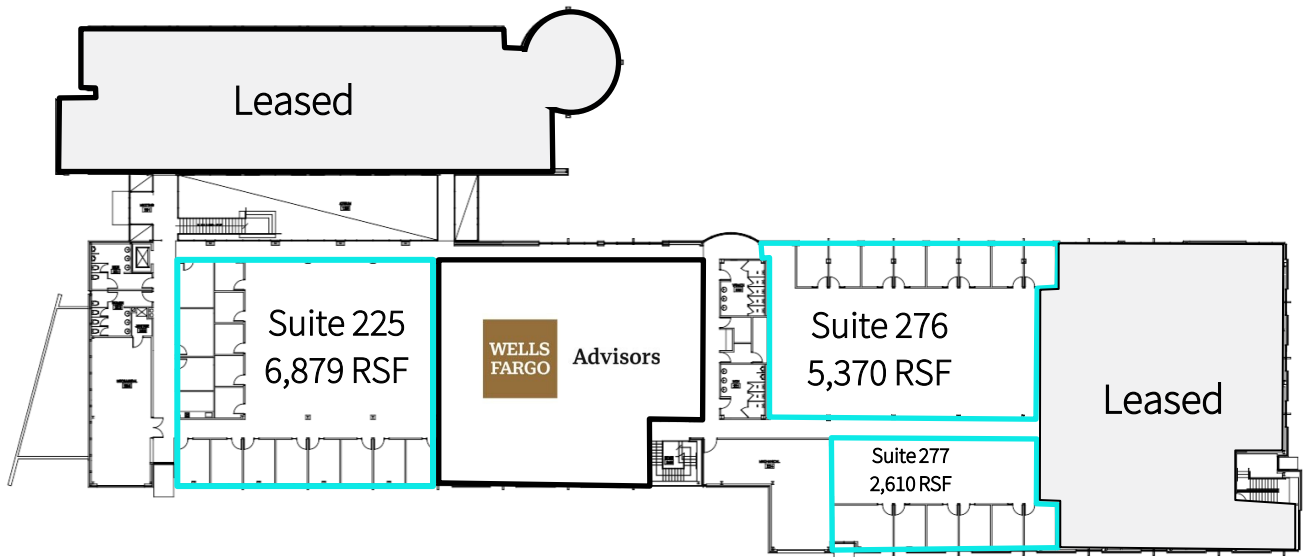 Leased
Suite 225
6,879 RSF
WELLS
FARGO
Advisors
Suite 276
5,370 RSF
Leased
Suite 277
2,610 RSF